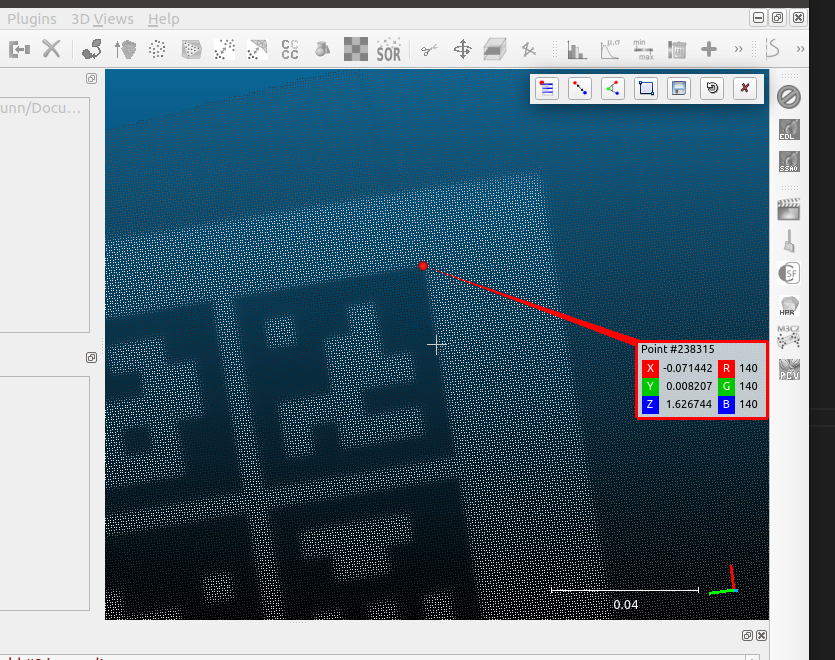 Plugins 3D Views Help
CC
CC
SOR
μ,σ
min
max
»
»
unn/Docu...
EDL
SSAO
CSF
HPR
M3C2
PCV
Point #238315
X -0.071442 R 140
Y 0.008207 G 140
Z 1.626744 B 140
0.04